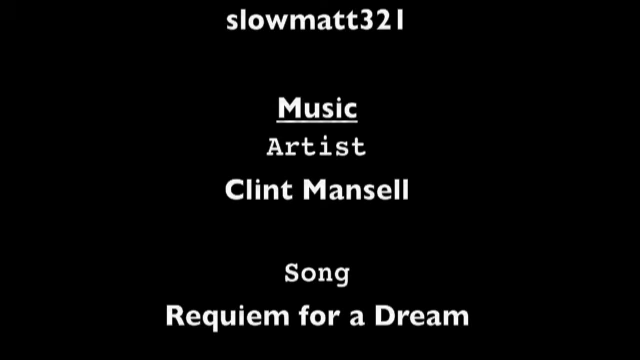 slowmatt321
Music
Artist
Clint Mansell
Song
Requiem for a Dream